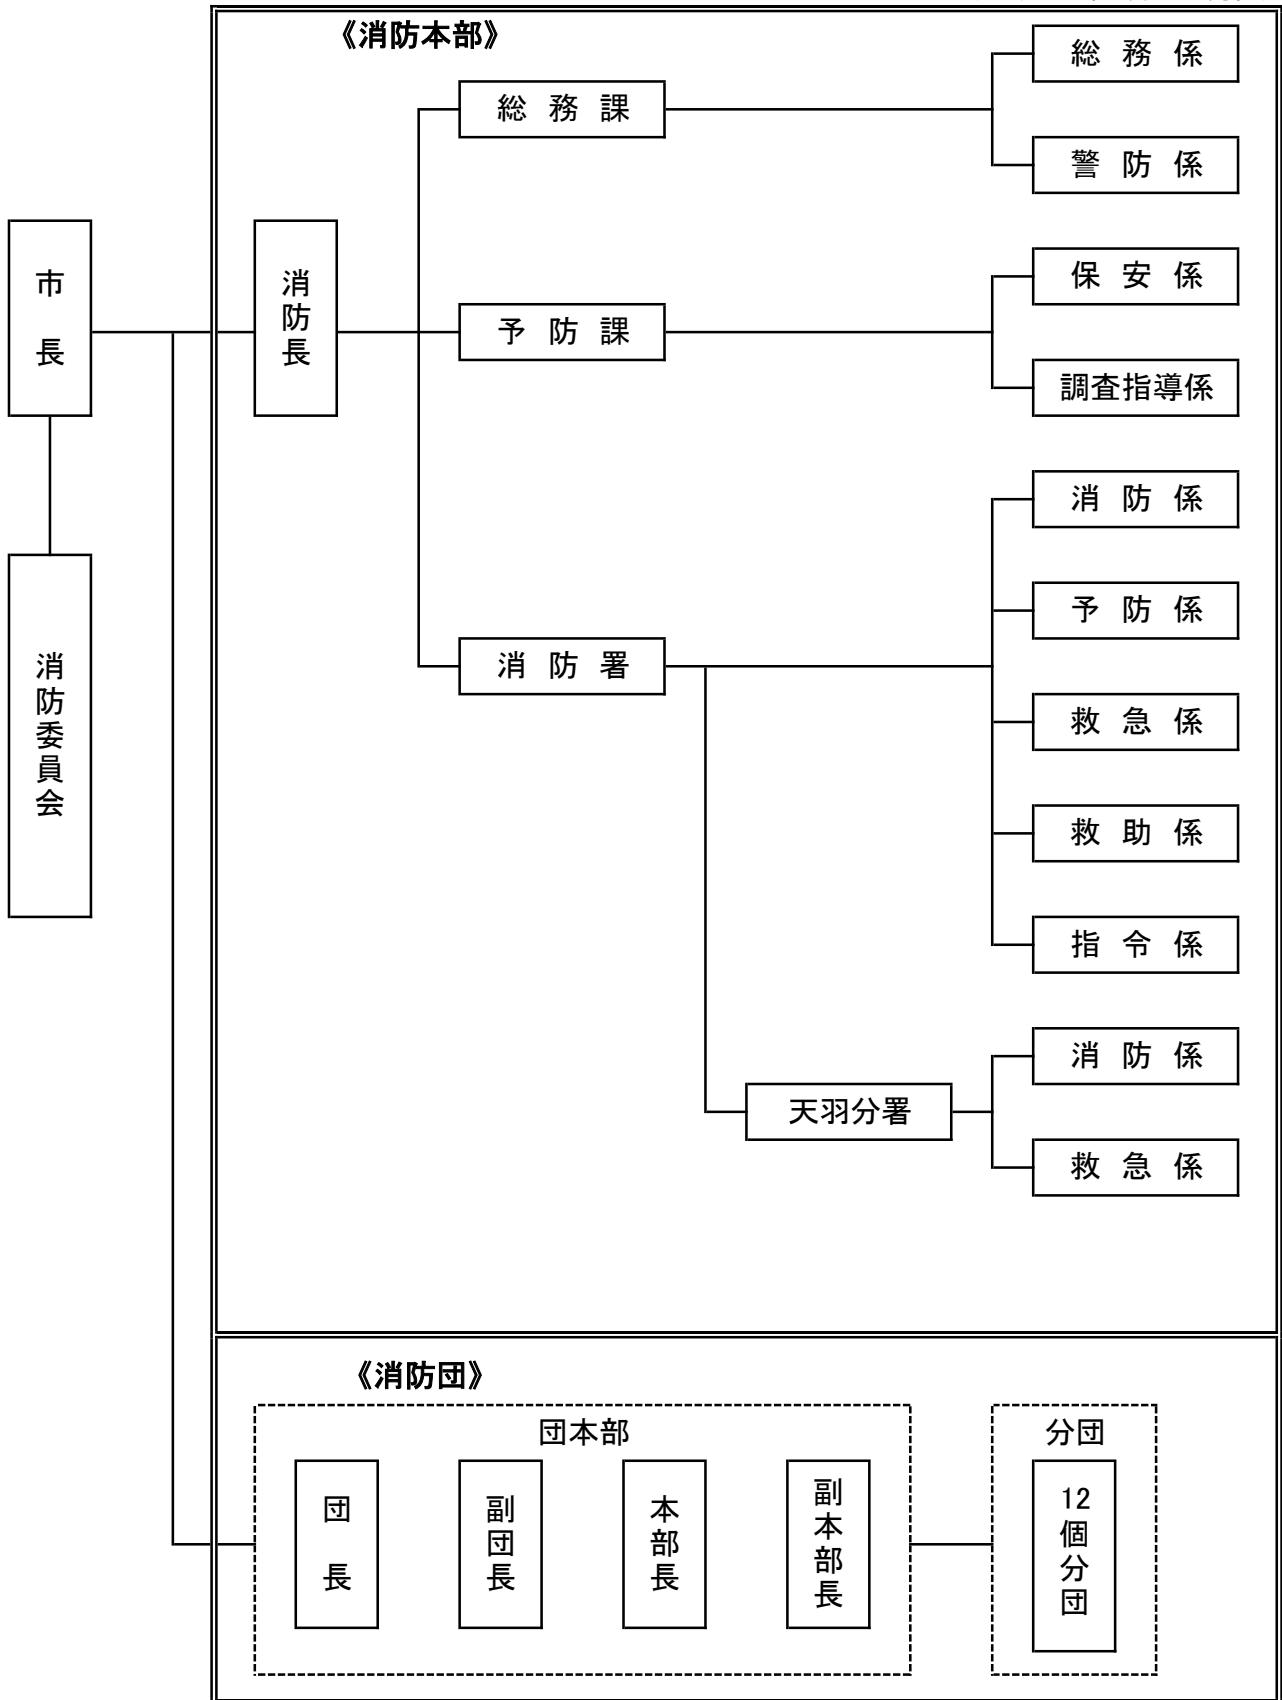 《消防本部》
総務係
総務課
警防係
市長
消防長
保安係
予防課
調査指導係
消防係
予防係
消防委員会
消防署
救急係
救助係
指令係
消防係
天羽分署
救急係
《消防団》
団本部
分団
団長
副団長
本部長
副本部長
12個分団